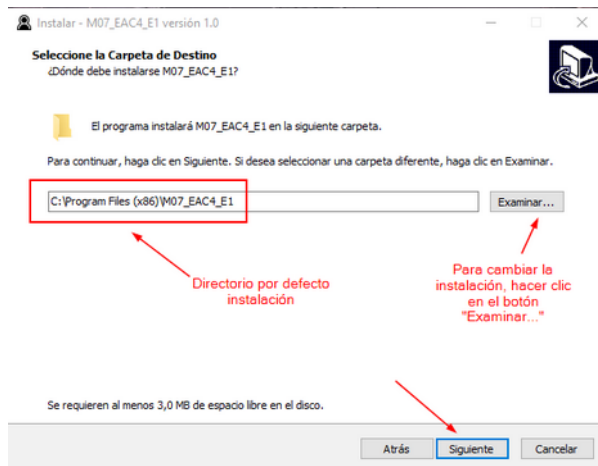 Instalar - M07_EAC4_E1 versión 1.0
Seleccione la Carpeta de Destino
¿Dónde debe instalarse M07_EAC4_E1?
El programa instalará M07_EAC4_E1 en la siguiente carpeta.
Para continuar, haga clic en Siguiente. Si desea seleccionar una carpeta diferente, haga clic en Examinar.
C:\Program Files (x86)\M07_EAC4_E1
Examinar...
Directorio por defecto
instalación
Para cambiar la
instalación, hacer clic
en el botón
"Examinar..."
Se requieren al menos 3,0 MB de espacio libre en el disco.
Atrás
Siguiente
Cancelar